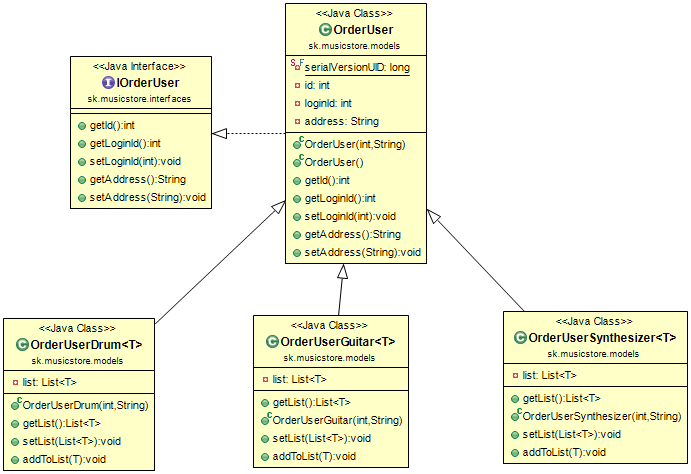 <<Java Class>>
OrderUser
sk.musicstore.models
serialVersionUID: long
id: int
loginId: int
address: String
OrderUser(int,String)
OrderUser()
getId():int
getLoginId():int
setLoginId(int):void
getAddress():String
setAddress(String):void
<<Java Interface>>
IOrderUser
sk.musicstore.interfaces
getId():int
getLoginId():int
setLoginId(int):void
getAddress():String
setAddress(String):void
<<Java Class>>
OrderUserDrum<T>
sk.musicstore.models
list: List<T>
OrderUserDrum(int,String)
getList():List<T>
setList(List<T>):void
addToList(T):void
<<Java Class>>
OrderUserGuitar<T>
sk.musicstore.models
list: List<T>
getList():List<T>
OrderUserGuitar(int,String)
setList(List<T>):void
addToList(T):void
<<Java Class>>
OrderUserSynthesizer<T>
sk.musicstore.models
list: List<T>
getList():List<T>
OrderUserSynthesizer(int,String)
setList(List<T>):void
addToList(T):void